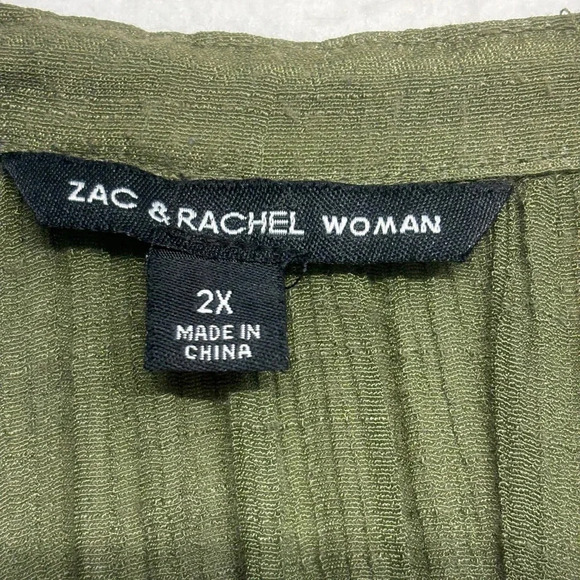 ZAC & RACHEL WOMAN
2X
MADE IN
CHINA